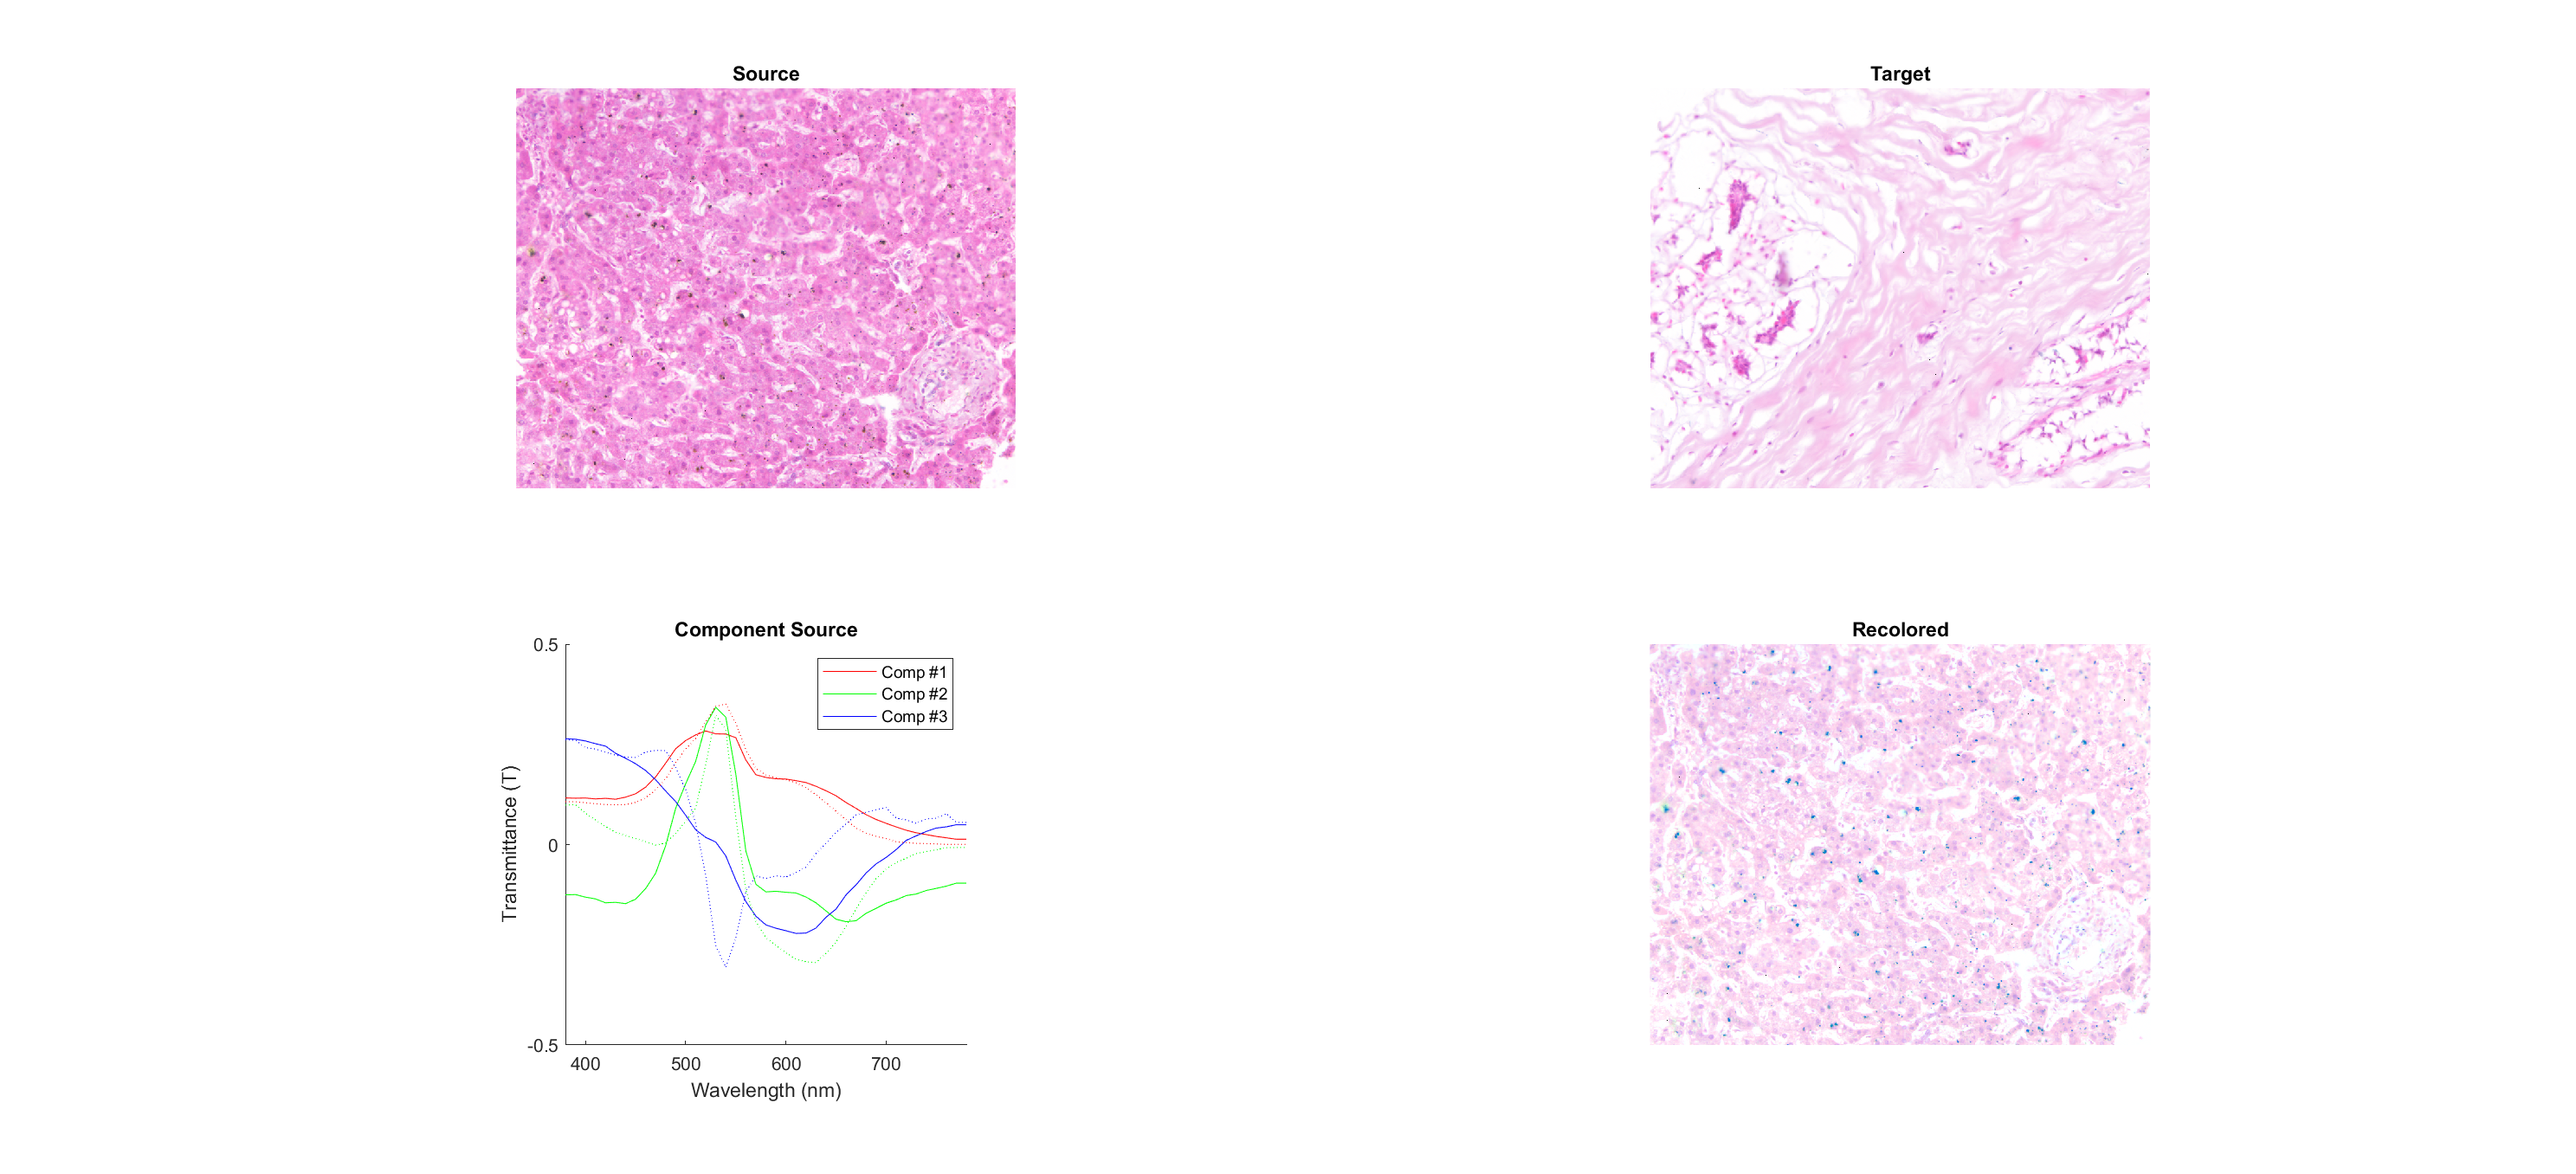 Source
Target
Component Source
0.5
0
-0.5
400 500 600 700
Transmittance (T)
Wavelength (nm)
Comp #1
Comp #2
Comp #3
Recolored